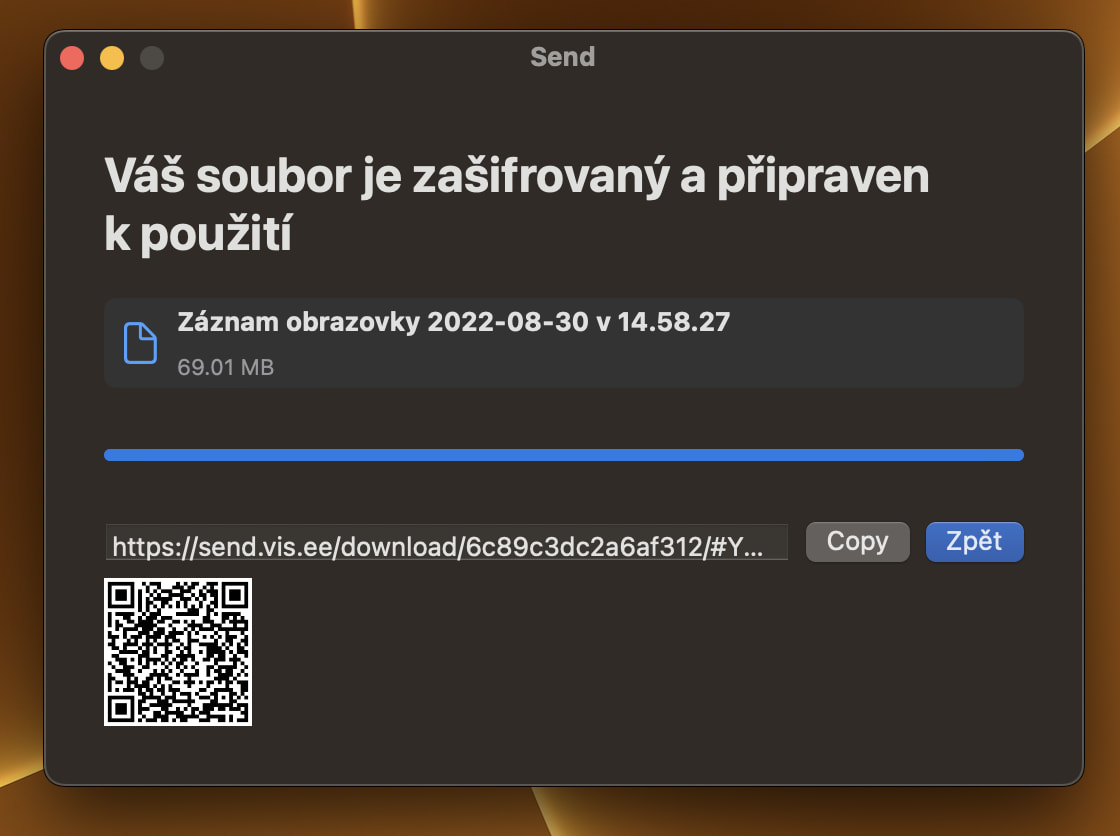 Send
Váš soubor je zašifrovaný a připraven
k použití
Záznam obrazovky 2022-08-30 v 14.58.27
69.01 MB
https://send.vis.ee/download/6c89c3dc2a6af312/#Y...
Copy
Zpět